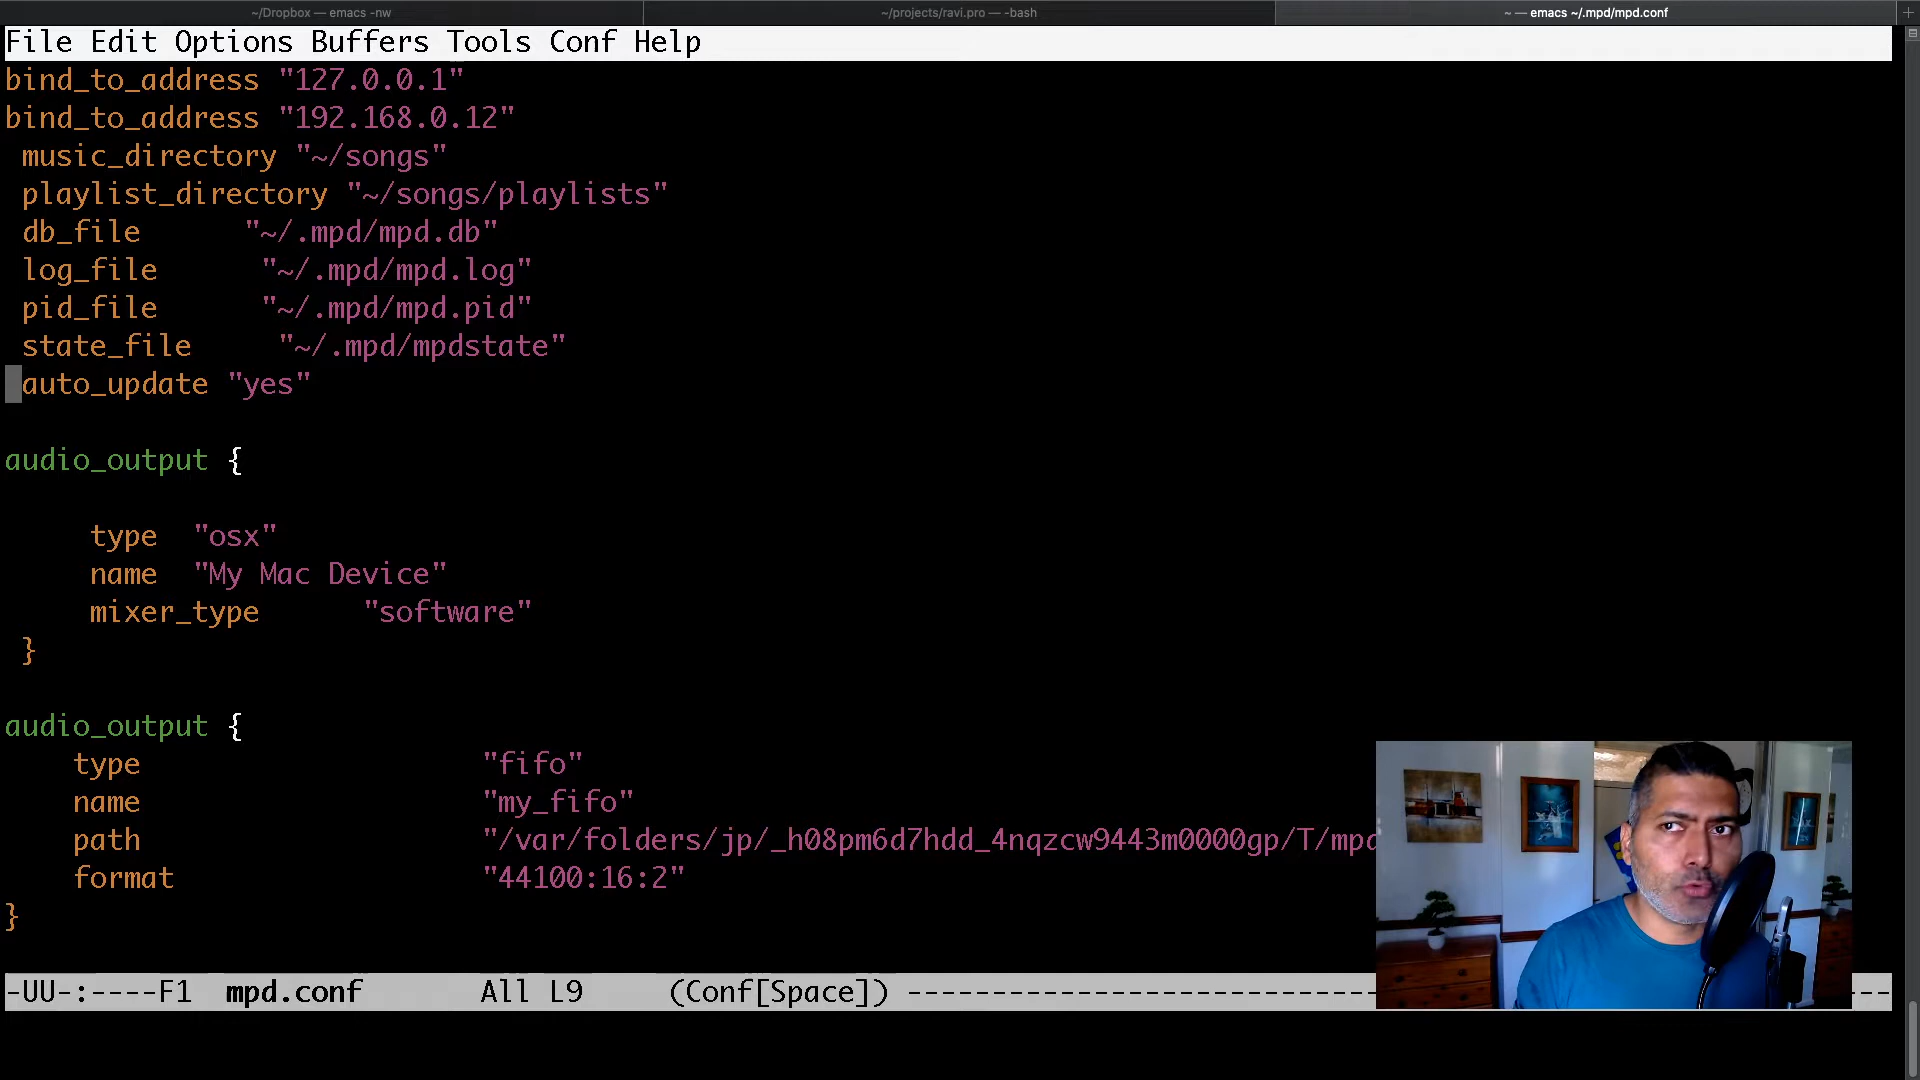 ~/Dropbox — emacs -nw
~/projects/ravi.pro — -bash
~ — emacs ~/.mpd/mpd.conf
File Edit Options Buffers Tools Conf Help
bind_to_address "127.0.0.1"
bind_to_address "192.168.0.12"
music_directory "~/songs"
playlist_directory "~/songs/playlists"
db_file "~/.mpd/mpd.db"
log_file "~/.mpd/mpd.log"
pid_file "~/.mpd/mpd.pid"
state_file "~/.mpd/mpdstate"
auto_update "yes"
audio_output {
type "osx"
name "My Mac Device"
mixer_type "software"
}
audio_output {
type "fifo"
name "my_fifo"
path "/var/folders/jp/_h08pm6d7hdd_4nqzcw9443m0000gp/T/mpd
format "44100:16:2"
}
-UU-:----F1 mpd.conf All L9 (Conf[Space]) ------------------------------